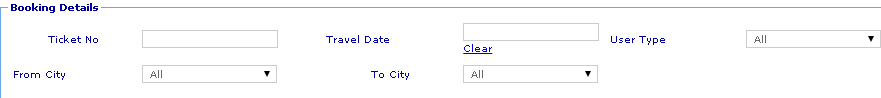 Booking Details
Ticket No Travel Date User Type All
Clear
From City All To City All